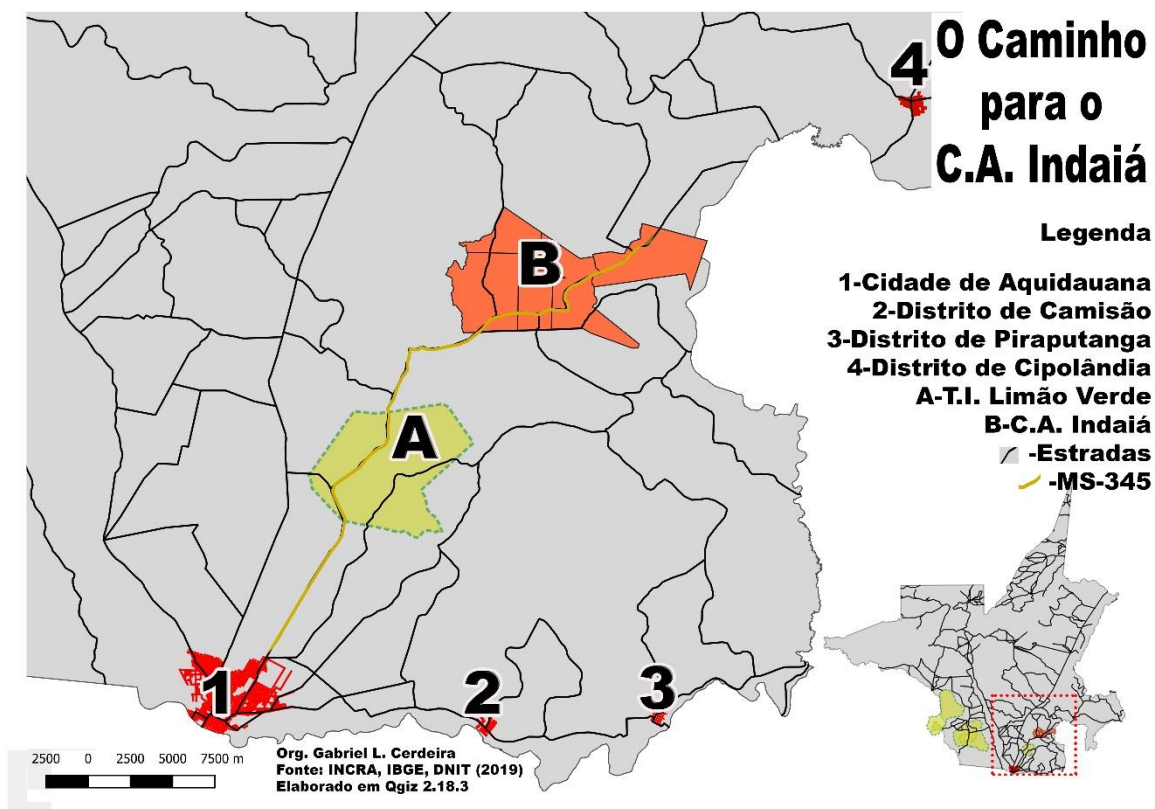 O Caminho
para o
C.A. Indaiá
Legenda
1-Cidade de Aquidauana
2-Distrito de Camisão
3-Distrito de Piraputanga
4-Distrito de Cipolândia
A-T.I. Limão Verde
B-C.A. Indaiá
-Estradas
-MS-345
4
B
A
1
2
3
2500 0 2500 5000 7500 m
Org. Gabriel L. Cerdeira
Fonte: INCRA, IBGE, DNIT (2019)
Elaborado em Qgiz 2.18.3